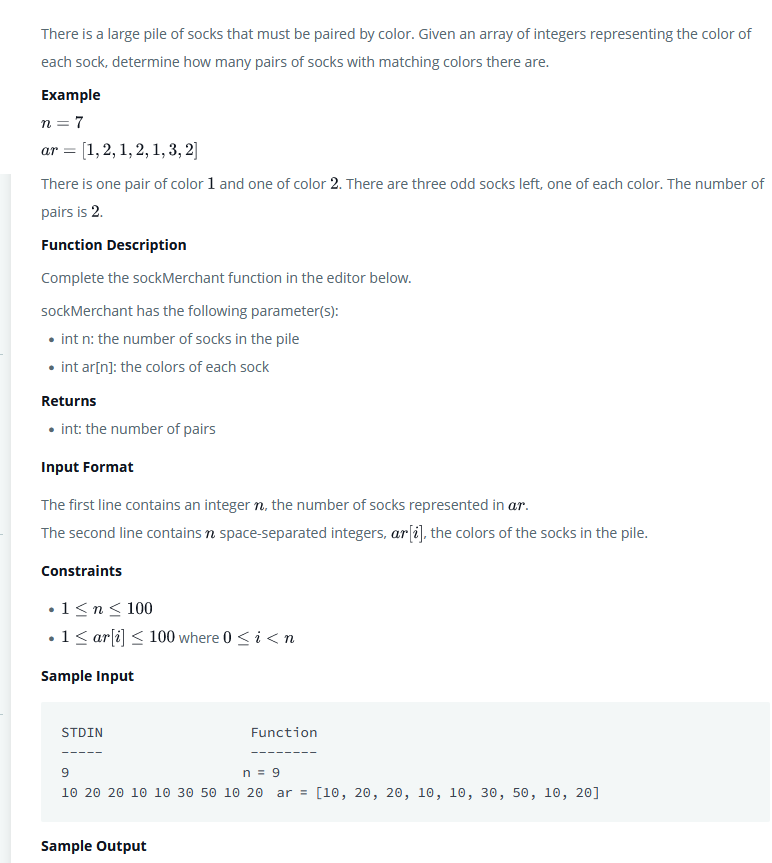 There is a large pile of socks that must be paired by color. Given an array of integers representing the color of
each sock, determine how many pairs of socks with matching colors there are.
Example
n = 7
ar = [1, 2, 1, 2, 1, 3, 2]
There is one pair of color 1 and one of color 2. There are three odd socks left, one of each color. The number of
pairs is 2.
Function Description
Complete the sockMerchant function in the editor below.
sockMerchant has the following parameter(s):
• int n: the number of socks in the pile
• int ar[n]: the colors of each sock
Returns
• int: the number of pairs
Input Format
The first line contains an integer n, the number of socks represented in ar.
The second line contains n space-separated integers, ar[i], the colors of the socks in the pile.
Constraints
• 1 ≤ n ≤ 100
• 1 ≤ ar[i] ≤ 100 where 0 ≤ i < n
Sample Input
STDIN                  Function
-----                  --------
9                      n = 9
10 20 20 10 10 30 50 10 20  ar = [10, 20, 20, 10, 10, 30, 50, 10, 20]
Sample Output